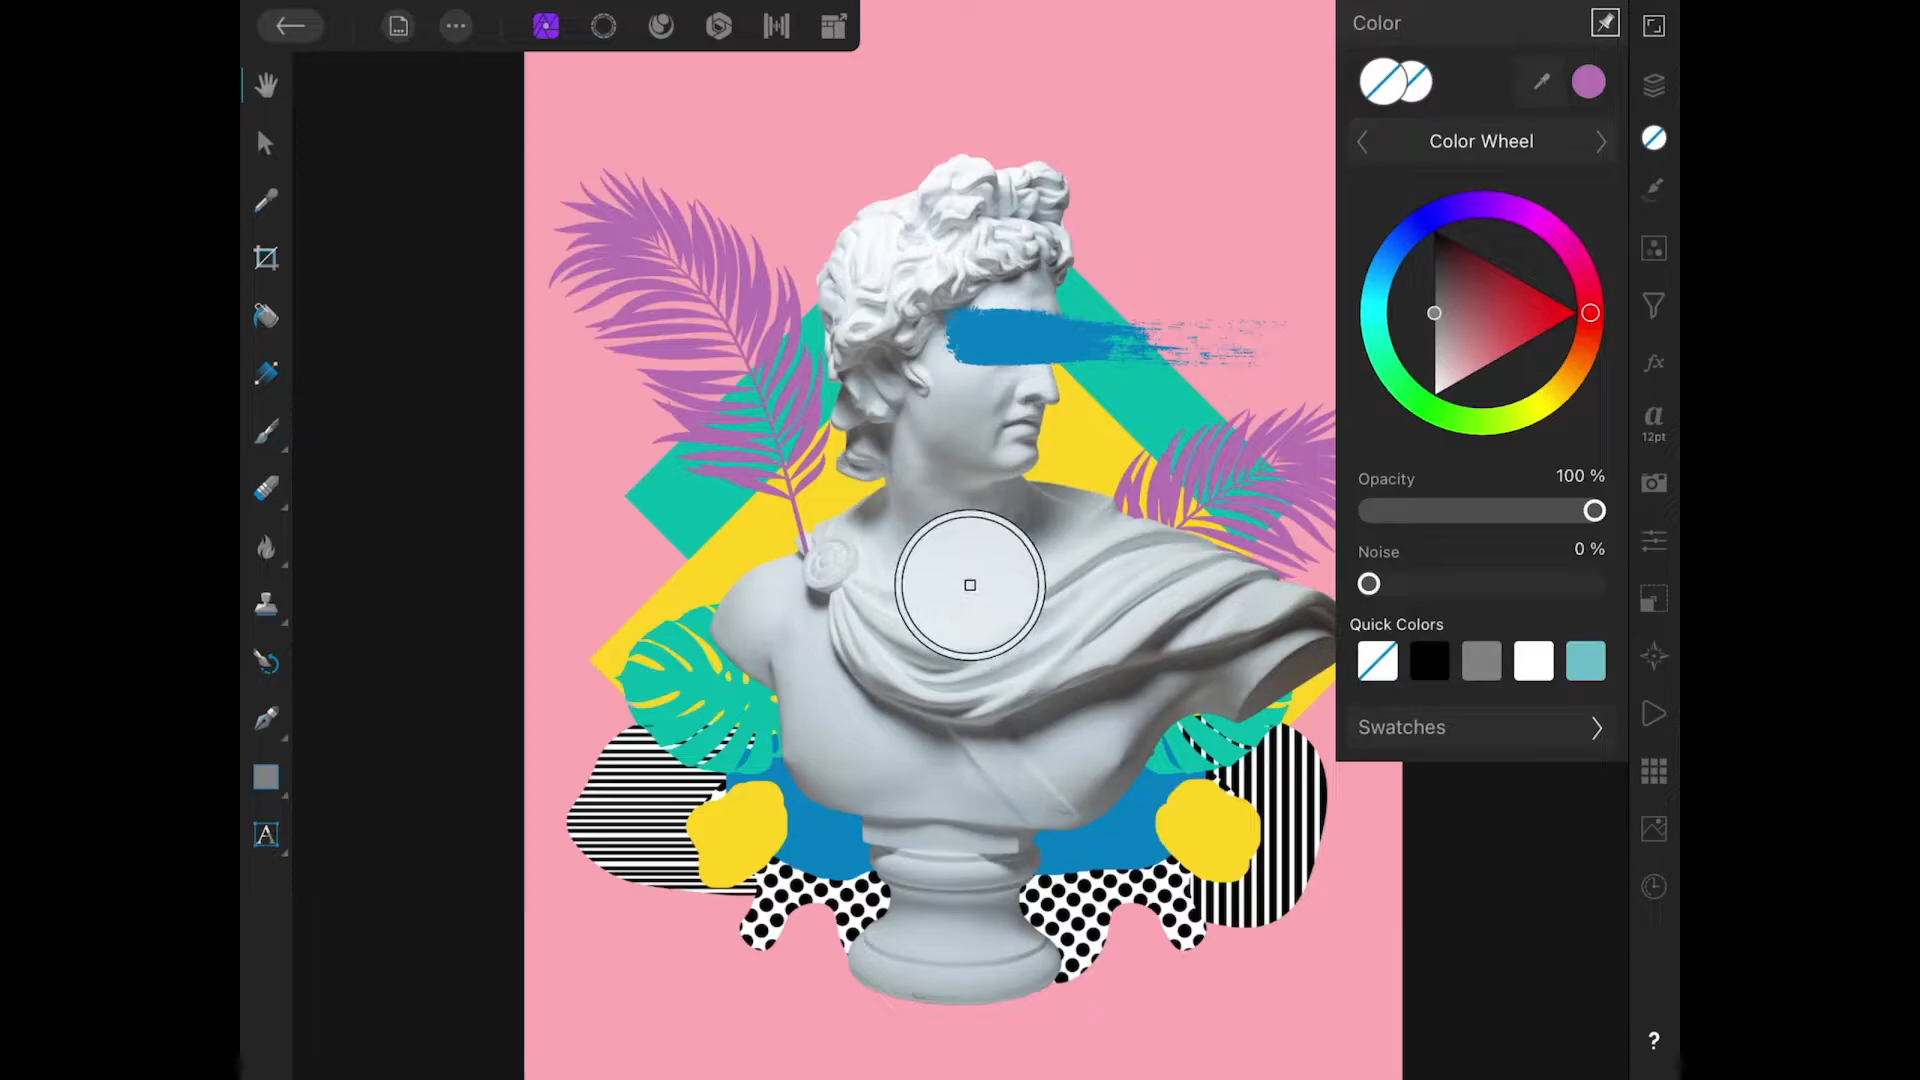 Color
Color Wheel
Opacity 100 %
Noise 0 %
Quick Colors
Swatches
fx
a
12pt
A
?